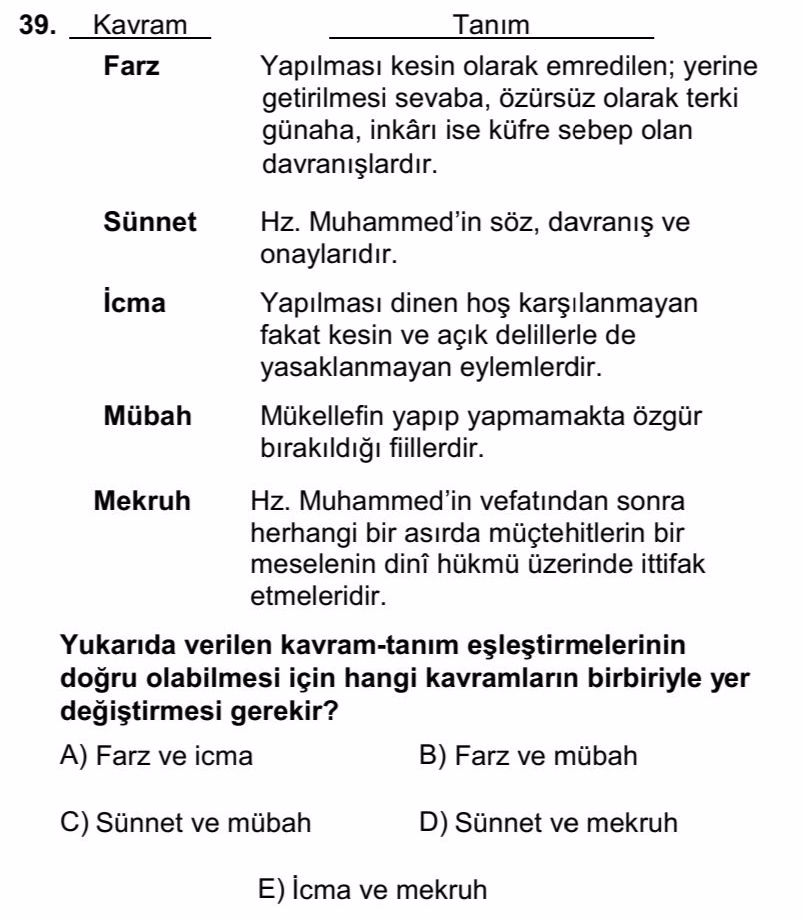 39. Kavram Tanım
Farz Yapılması kesin olarak emredilen; yerine
getirilmesi sevaba, özürsüz olarak terki
günaha, inkârı ise küfre sebep olan
davranışlardır.
Sünnet Hz. Muhammed’in söz, davranış ve
onaylarıdır.
İcma Yapılması dinen hoş karşılanmayan
fakat kesin ve açık delillerle de
yasaklanmayan eylemlerdir.
Mübah Mükellefin yapıp yapmamakta özgür
bırakıldığı fiillerdir.
Mekruh Hz. Muhammed’in vefatından sonra
herhangi bir asırda müçtehitlerin bir
meselenin dinî hükmü üzerinde ittifak
etmeleridir.
Yukarıda verilen kavram-tanım eşleştirmelerinin
doğru olabilmesi için hangi kavramların birbiriyle yer
değiştirmesi gerekir?
A) Farz ve icma B) Farz ve mübah
C) Sünnet ve mübah D) Sünnet ve mekruh
E) İcma ve mekruh